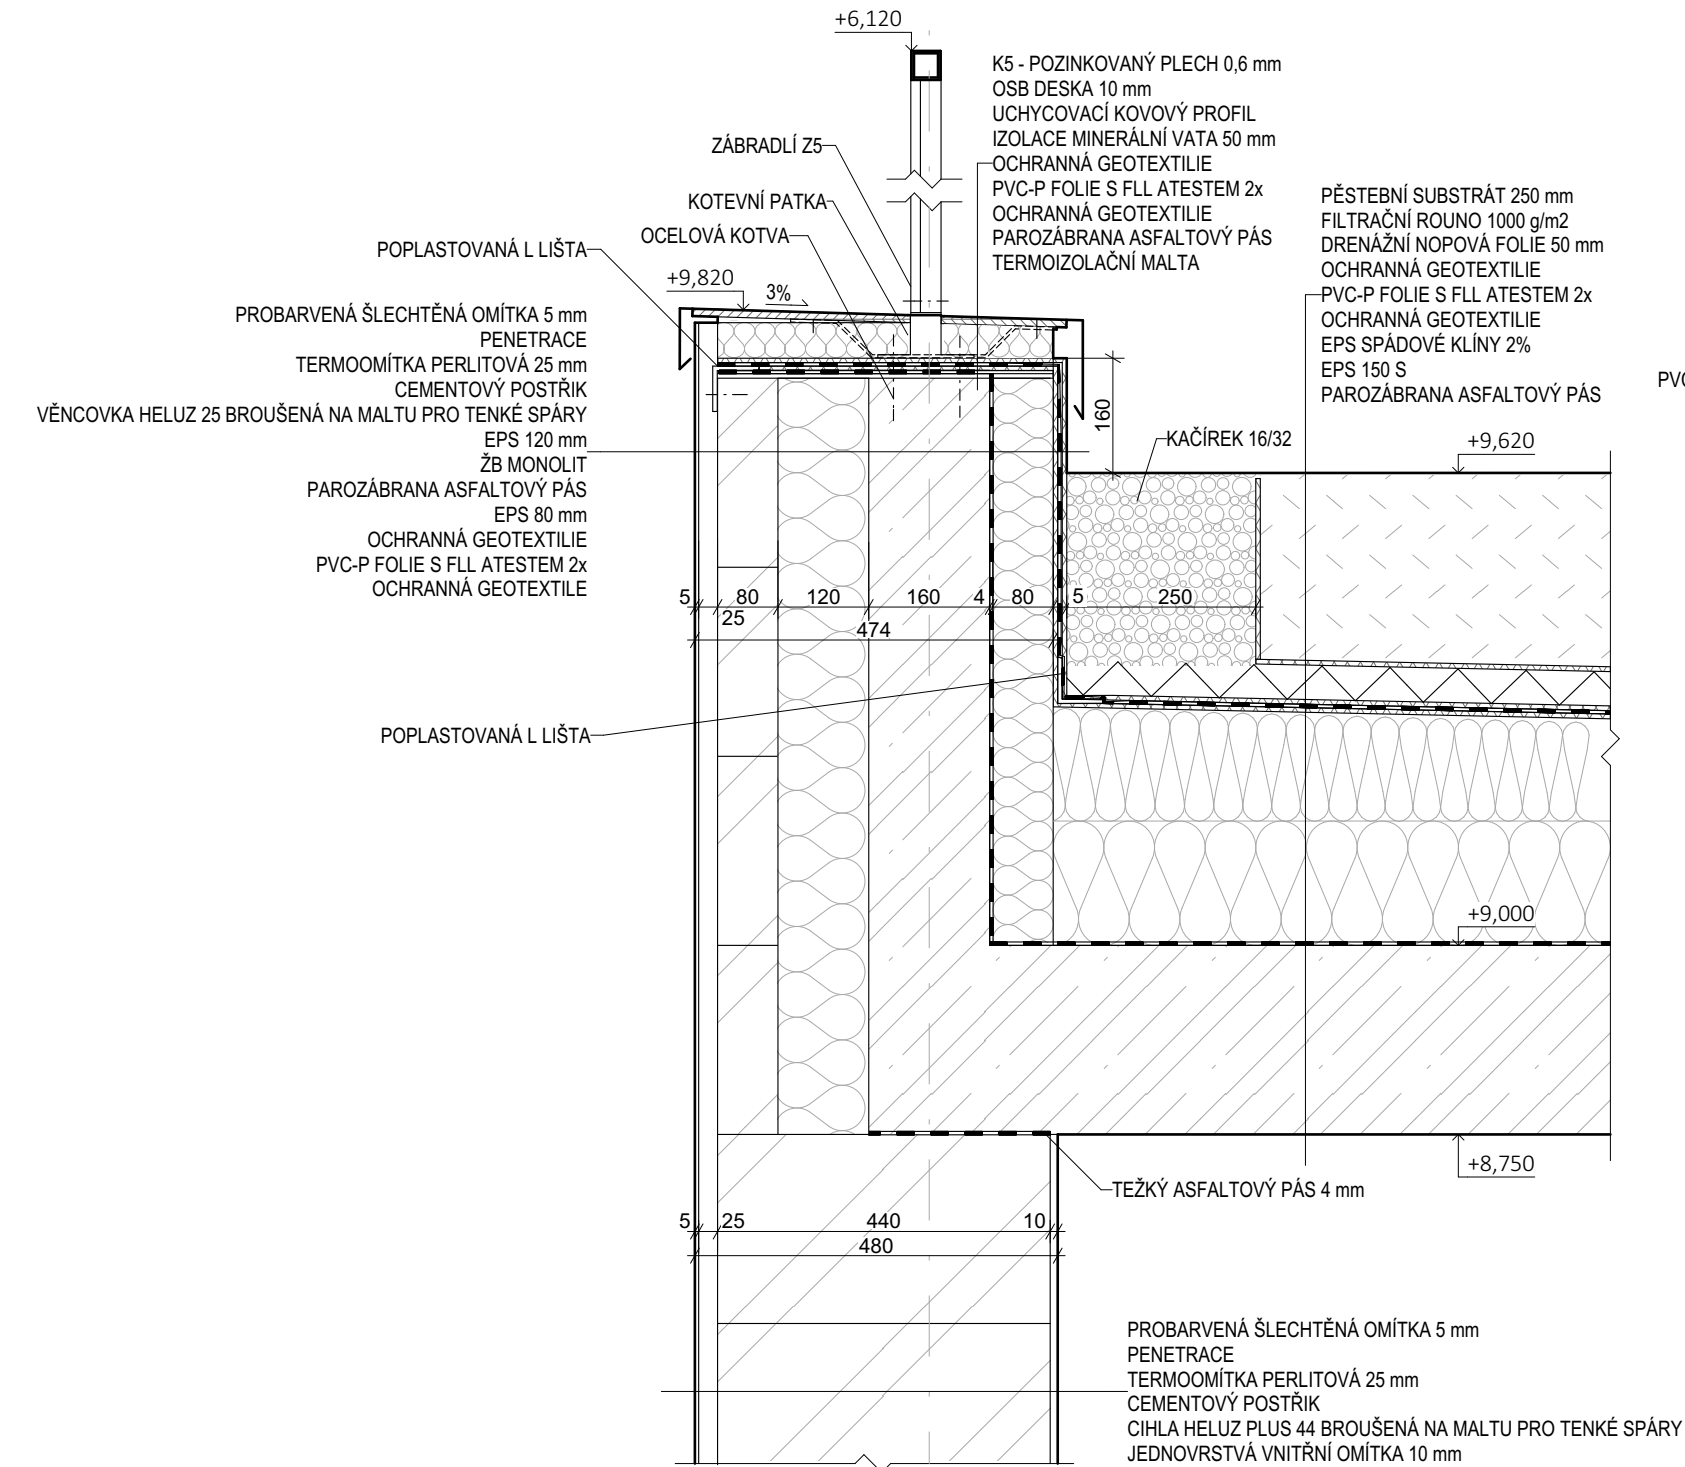 +6,120
K5 - POZINKOVANÝ PLECH 0,6 mm
OSB DESKA 10 mm
UCHYCOVACÍ KOVOVÝ PROFIL
IZOLACE MINERÁLNÍ VATA 50 mm
OCHRANNÁ GEOTEXTILIE
PVC-P FOLIE S FLL ATESTEM 2x
OCHRANNÁ GEOTEXTILIE
PAROZÁBRANA ASFALTOVÝ PÁS
TERMOIZOLAČNÍ MALTA
ZÁBRADLÍ Z5
KOTEVNÍ PATKA
OCELOVÁ KOTVA
POPLASTOVANÁ L LIŠTA
+9,820
3%
PĚSTEBNÍ SUBSTRÁT 250 mm
FILTRAČNÍ ROUNO 1000 g/m2
DRENÁŽNÍ NOPOVÁ FOLIE 50 mm
OCHRANNÁ GEOTEXTILIE
PVC-P FOLIE S FLL ATESTEM 2x
OCHRANNÁ GEOTEXTILIE
EPS SPÁDOVÉ KLÍNY 2%
EPS 150 S
PAROZÁBRANA ASFALTOVÝ PÁS
PROBARVENÁ ŠLECHTĚNÁ OMÍTKA 5 mm
PENETRACE
TERMOOMÍTKA PERLITOVÁ 25 mm
CEMENTOVÝ POSTŘIK
VĚNCOVKA HELUZ 25 BROUŠENÁ NA MALTU PRO TENKÉ SPÁRY
EPS 120 mm
ŽB MONOLIT
PAROZÁBRANA ASFALTOVÝ PÁS
EPS 80 mm
OCHRANNÁ GEOTEXTILIE
PVC-P FOLIE S FLL ATESTEM 2x
OCHRANNÁ GEOTEXTILE
160
KAČÍREK 16/32
+9,620
5 80 120 160 4 80 5 250
25
474
POPLASTOVANÁ L LIŠTA
+9,000
+8,750
TEŽKÝ ASFALTOVÝ PÁS 4 mm
5 25 440 10
480
PROBARVENÁ ŠLECHTĚNÁ OMÍTKA 5 mm
PENETRACE
TERMOOMÍTKA PERLITOVÁ 25 mm
CEMENTOVÝ POSTŘIK
CIHLA HELUZ PLUS 44 BROUŠENÁ NA MALTU PRO TENKÉ SPÁRY
JEDNOVRSTVÁ VNITŘNÍ OMÍTKA 10 mm